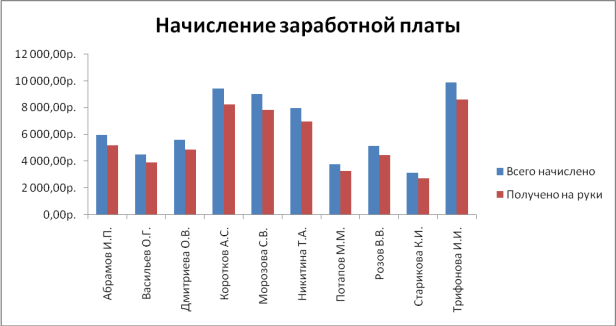 Начисление заработной платы
12 000,00р.
10 000,00р.
8 000,00р.
6 000,00р.
4 000,00р.
2 000,00р.
0,00р.
Абрамов И.П.
Васильев О.Г.
Дмитриева О.В.
Коротков А.С.
Морозова С.В.
Никитина Т.А.
Потапов М.М.
Розов В.В.
Старикова К.И.
Трифонова И.И.
Всего начислено
Получено на руки